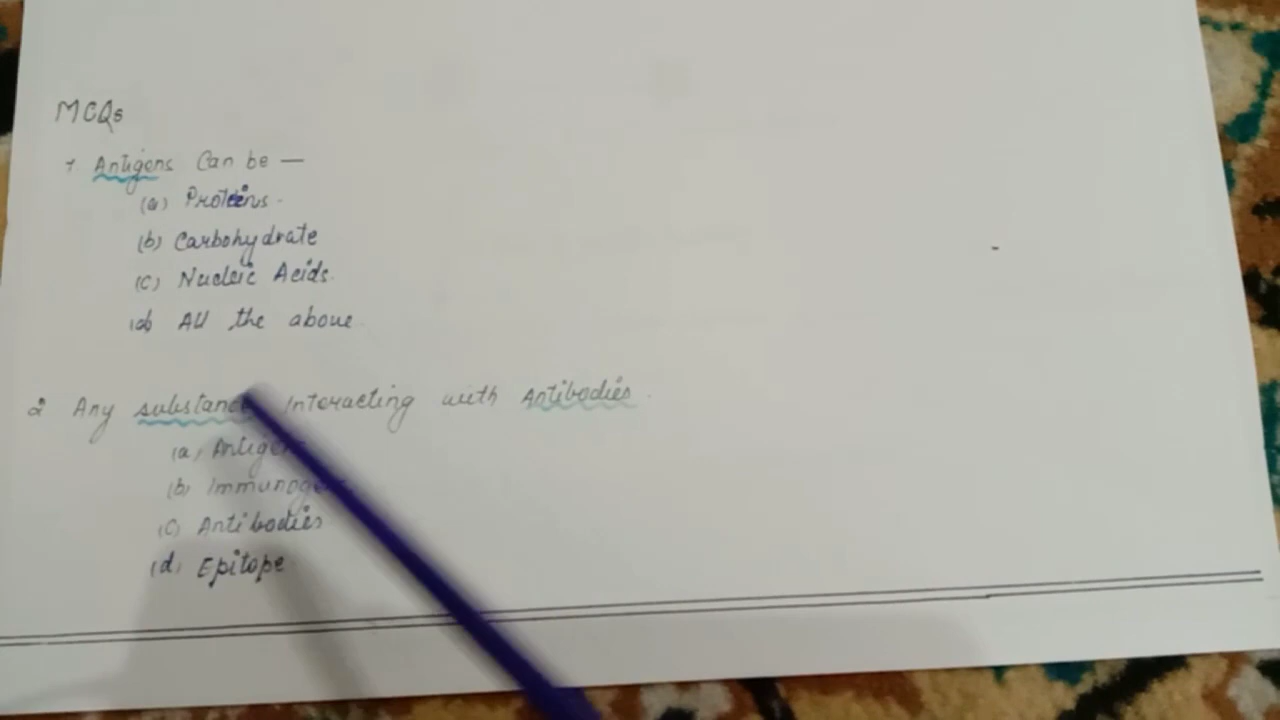 MCQs
1 Antigens Can be —
(a) Proteins.
(b) Carbohydrate
(c) Nucleic Acids.
(d) All the above.
2 Any substance Interacting with Antibodies.
(a) Antigens
(b)
(c) Antibodies
(d) Epitope